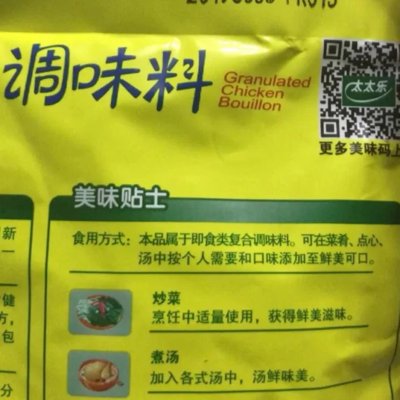 调味料
Granulated
Chicken
Bouillon
太太乐
更多美味码上
美味贴士
食用方式：本品属于即食类复合调味料。可在菜肴、点心、
汤中按个人需要和口味添加至鲜美可口。
炒菜
烹饪中适量使用，获得鲜美滋味。
煮汤
加入各式汤中，汤鲜味美。
新
一
健
方，
包
分